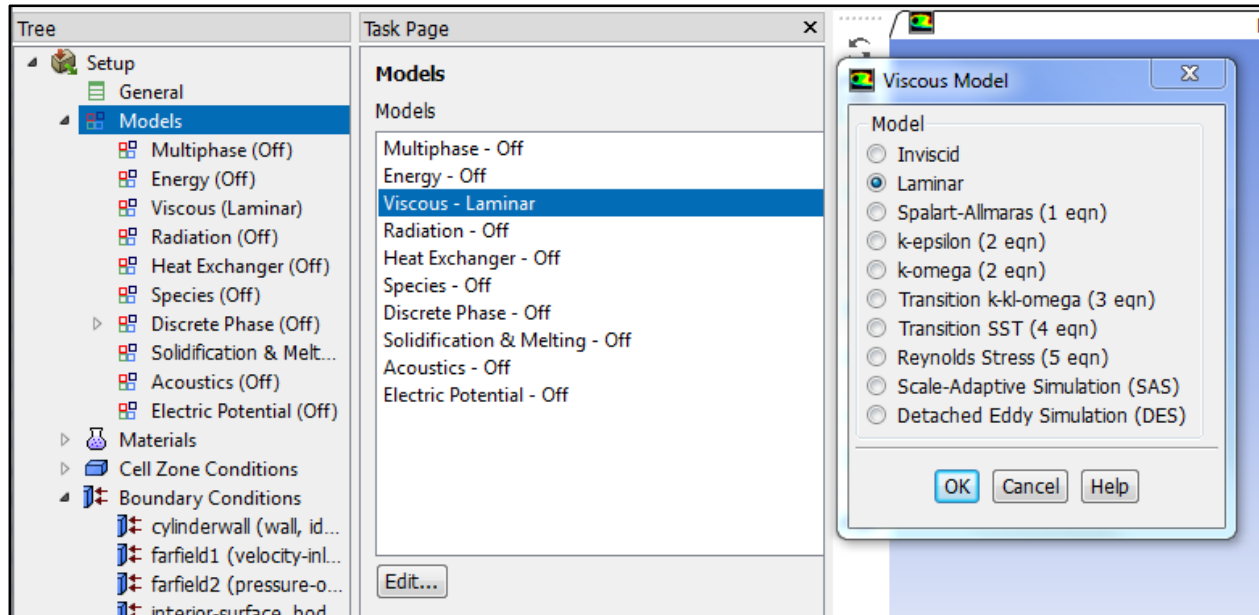 Tree
Setup
General
Models
Multiphase (Off)
Energy (Off)
Viscous (Laminar)
Radiation (Off)
Heat Exchanger (Off)
Species (Off)
Discrete Phase (Off)
Solidification & Melt...
Acoustics (Off)
Electric Potential (Off)
Materials
Cell Zone Conditions
Boundary Conditions
cylinderwall (wall, id...
farfield1 (velocity-inl...
farfield2 (pressure-o...
interior-surface_bod
Task Page
Models
Models
Multiphase - Off
Energy - Off
Viscous - Laminar
Radiation - Off
Heat Exchanger - Off
Species - Off
Discrete Phase - Off
Solidification & Melting - Off
Acoustics - Off
Electric Potential - Off
Edit...
Viscous Model
Model
Inviscid
Laminar
Spalart-Allmaras (1 eqn)
k-epsilon (2 eqn)
k-omega (2 eqn)
Transition k-kl-omega (3 eqn)
Transition SST (4 eqn)
Reynolds Stress (5 eqn)
Scale-Adaptive Simulation (SAS)
Detached Eddy Simulation (DES)
OK Cancel Help